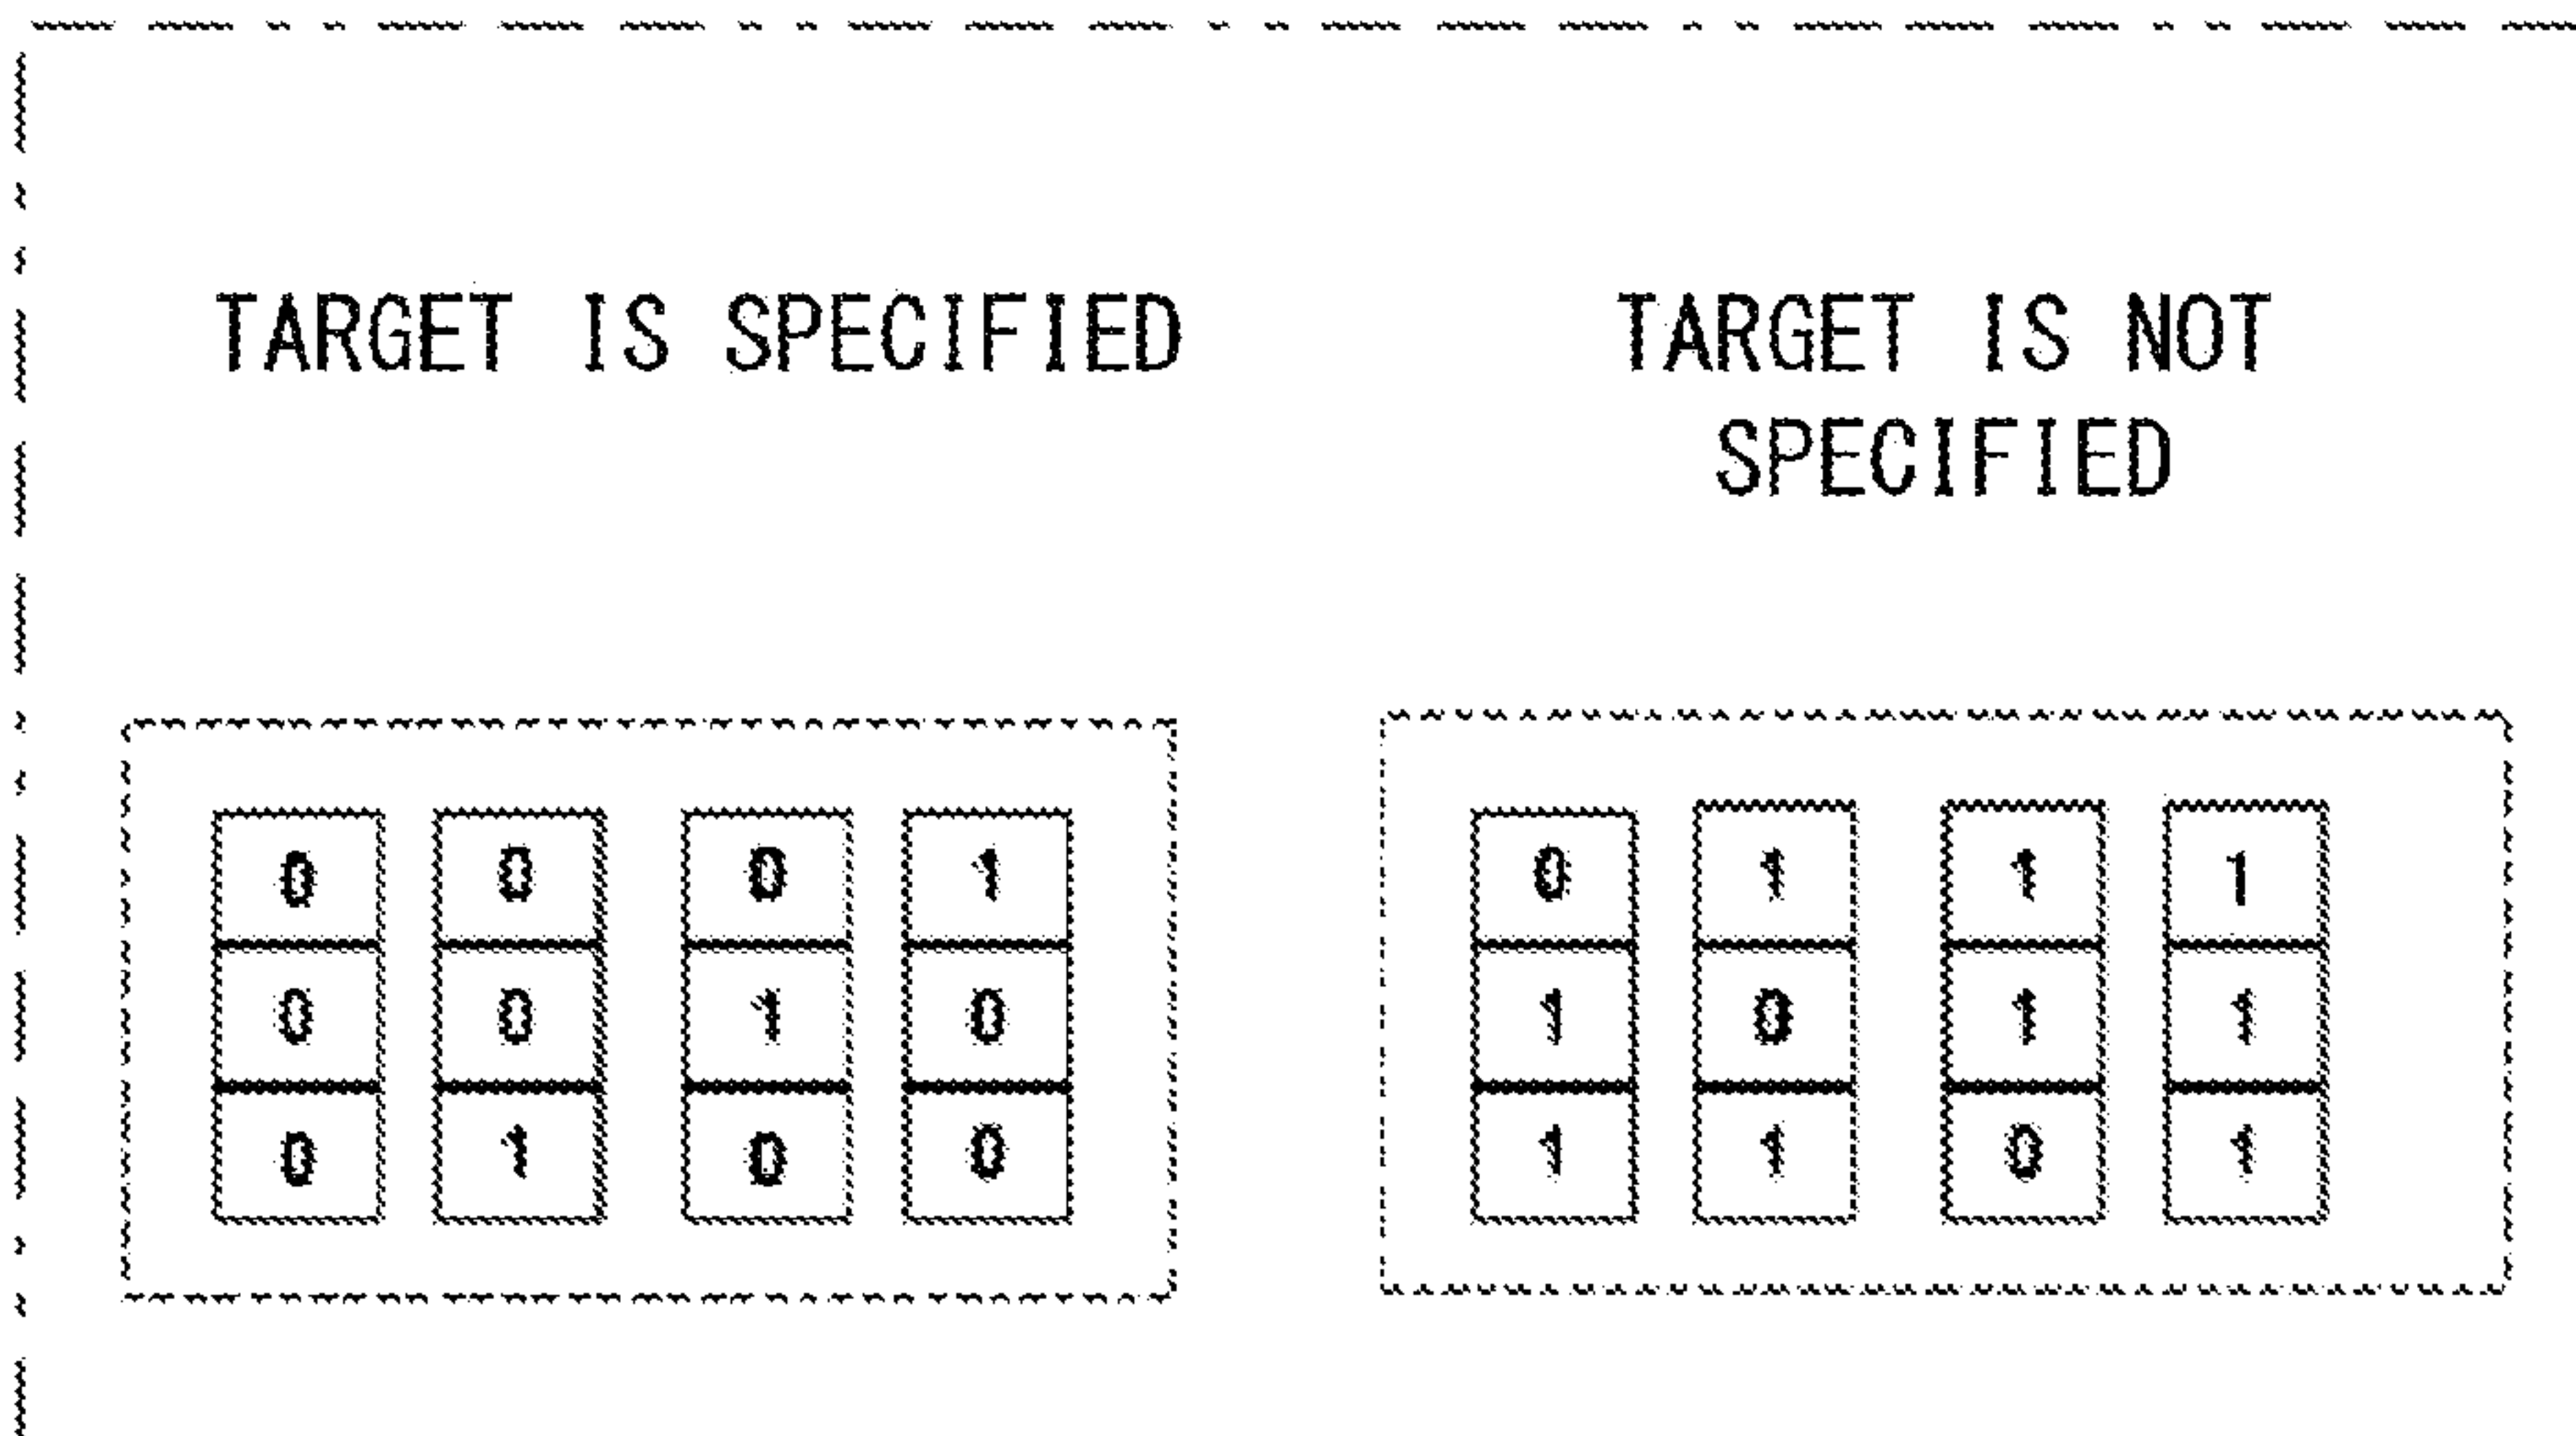 TARGET IS SPECIFIED
TARGET IS NOT
SPECIFIED
0 0 0 1
0 0 1 0
0 1 0 0
0 1 1 1
1 0 1 1
1 1 0 1